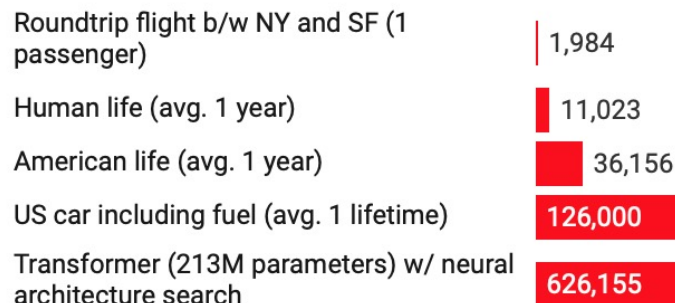 Roundtrip flight b/w NY and SF (1
passenger)
1,984
Human life (avg. 1 year)
11,023
American life (avg. 1 year)
36,156
US car including fuel (avg. 1 lifetime)
126,000
Transformer (213M parameters) w/ neural
architecture search
626,155